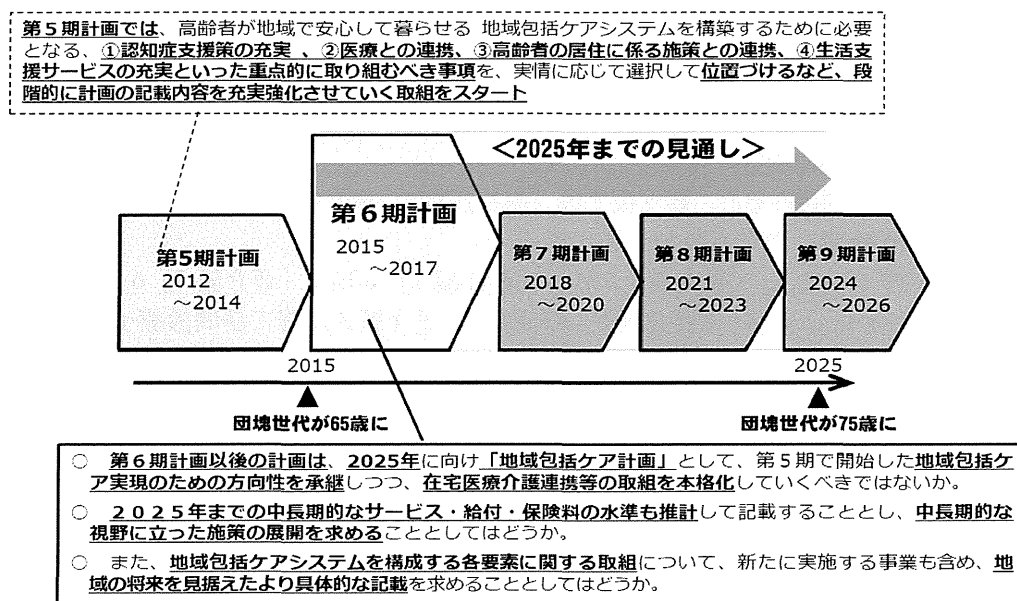 第５期計画では、高齢者が地域で安心して暮らせる 地域包括ケアシステムを構築するために必要
となる、①認知症支援策の充実 、②医療との連携、③高齢者の居住に係る施策との連携、④生活支
援サービスの充実といった重点的に取り組むべき事項を、実情に応じて選択して位置づけるなど、段
階的に計画の記載内容を充実強化させていく取組をスタート
＜2025年までの見通し＞
第5期計画
2012
～2014
第６期計画
2015
～2017
第７期計画
2018
～2020
第８期計画
2021
～2023
第９期計画
2024
～2026
2015
2025
団塊世代が65歳に
団塊世代が75歳に
○ 第６期計画以後の計画は、2025年に向け「地域包括ケア計画」として、第５期で開始した地域包括ケ
ア実現のための方向性を承継しつつ、在宅医療介護連携等の取組を本格化していくべきではないか。
○ ２０２５年までの中長期的なサービス・給付・保険料の水準も推計して記載することとし、中長期的な
視野に立った施策の展開を求めることとしてはどうか。
○ また、地域包括ケアシステムを構成する各要素に関する取組について、新たに実施する事業も含め、地
域の将来を見据えたより具体的な記載を求めることとしてはどうか。